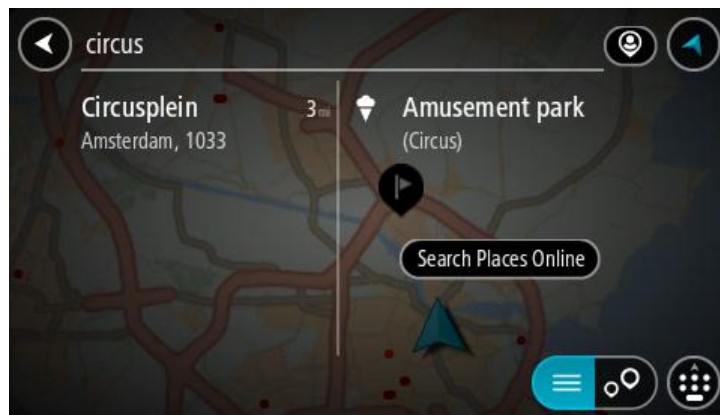 circus
Circusplein 3 mi
Amsterdam, 1033
Amusement park
(Circus)
Search Places Online